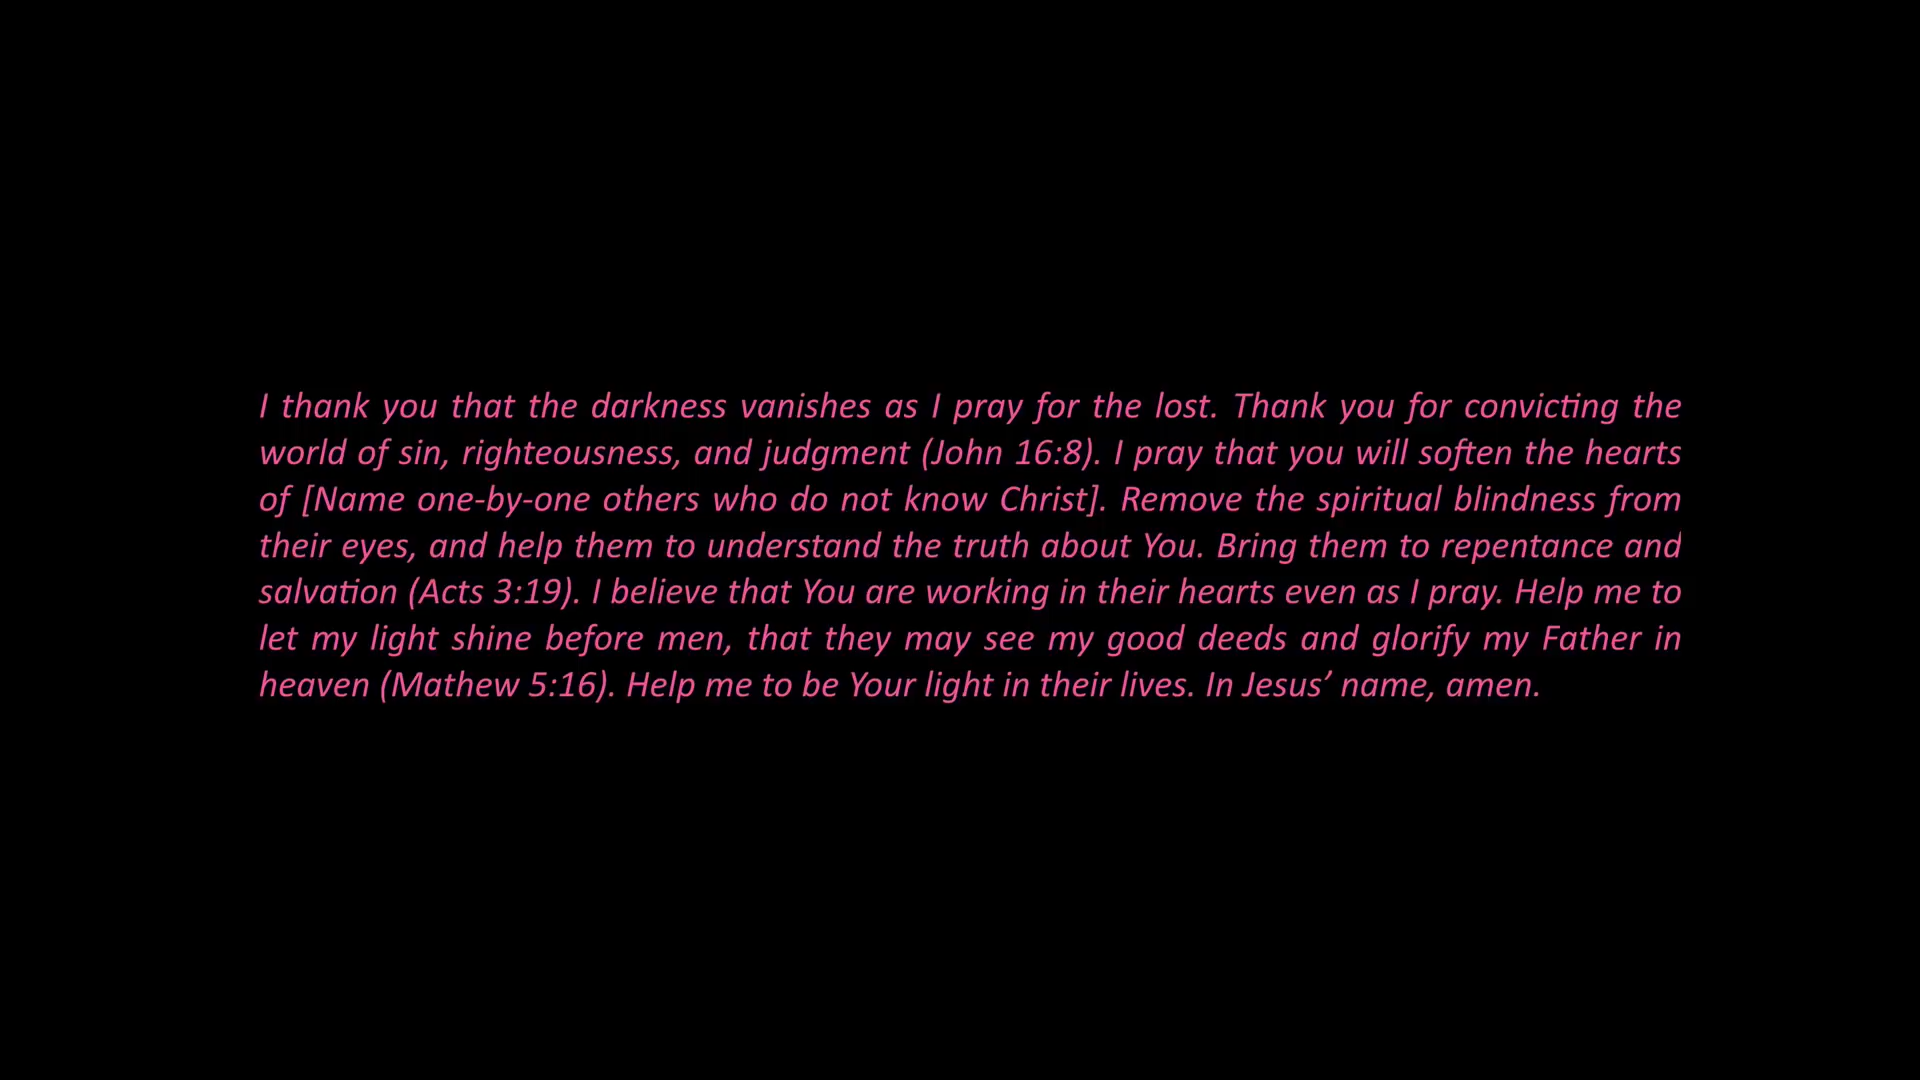 I thank you that the darkness vanishes as I pray for the lost. Thank you for convicting the
world of sin, righteousness, and judgment (John 16:8). I pray that you will soften the hearts
of [Name one-by-one others who do not know Christ]. Remove the spiritual blindness from
their eyes, and help them to understand the truth about You. Bring them to repentance and
salvation (Acts 3:19). I believe that You are working in their hearts even as I pray. Help me to
let my light shine before men, that they may see my good deeds and glorify my Father in
heaven (Mathew 5:16). Help me to be Your light in their lives. In Jesus’ name, amen.